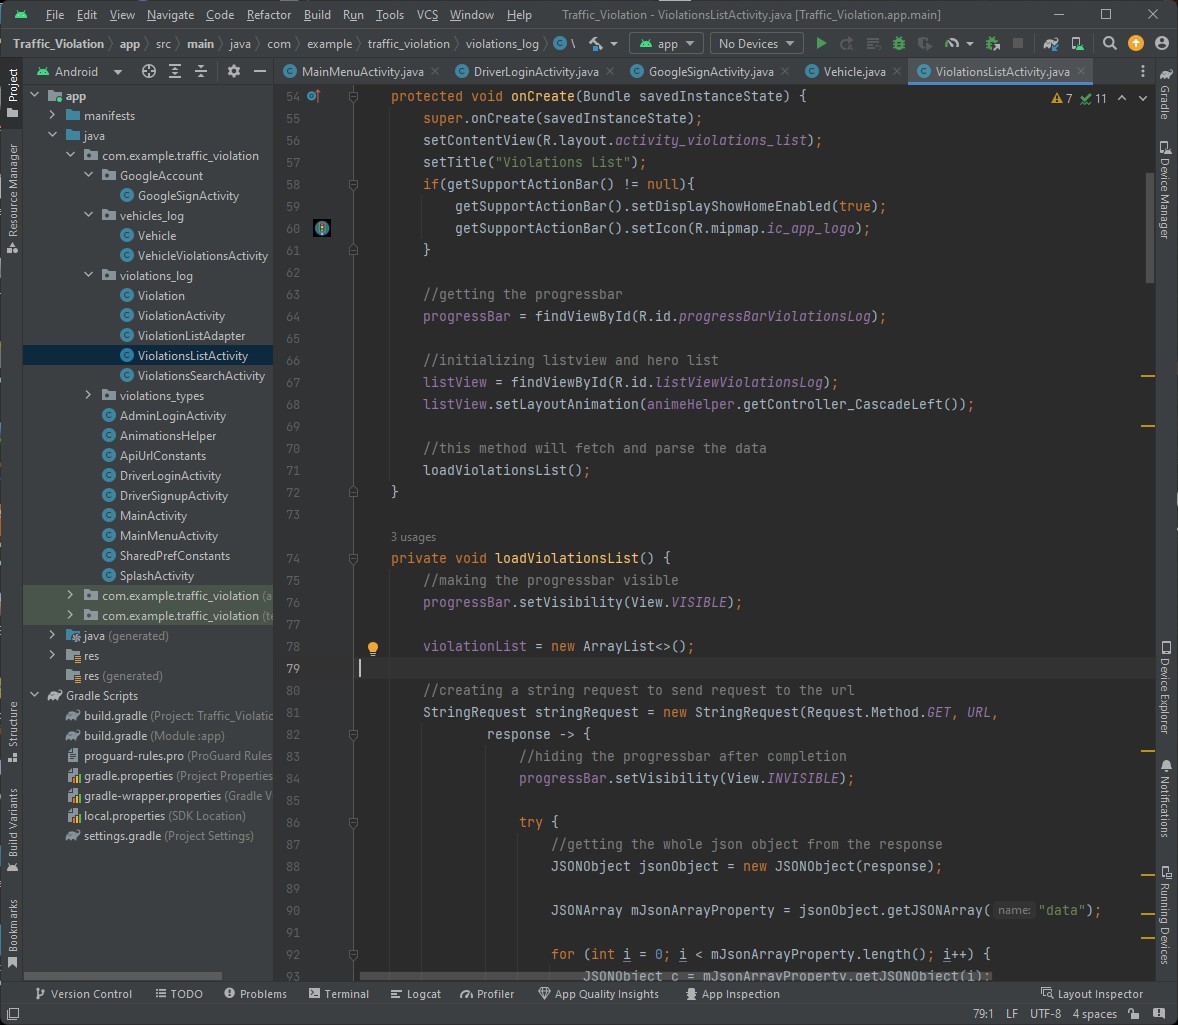 File Edit View Navigate Code Refactor Build Run Tools VCS Window Help Traffic_Violation - ViolationsListActivity.java [Traffic_Violation.app.main]
Traffic_Violation app src main java com example traffic_violation violations_log app No Devices
Project
Resource Manager
Structure
Build Variants
Bookmarks
Android
app
manifests
java
com.example.traffic_violation
GoogleAccount
GoogleSignActivity
vehicles_log
Vehicle
VehicleViolationsActivity
violations_log
Violation
ViolationActivity
ViolationListAdapter
ViolationsListActivity
ViolationsSearchActivity
violations_types
AdminLoginActivity
AnimationsHelper
ApiUrlConstants
DriverLoginActivity
DriverSignupActivity
MainActivity
MainMenuActivity
SharedPrefConstants
SplashActivity
com.example.traffic_violation
com.example.traffic_violation
java (generated)
res
res (generated)
Gradle Scripts
build.gradle (Project: Traffic_Violatio
build.gradle (Module :app)
proguard-rules.pro (ProGuard Rules
gradle.properties (Project Properties
gradle-wrapper.properties (Gradle V
local.properties (SDK Location)
settings.gradle (Project Settings)
MainMenuActivity.java DriverLoginActivity.java GoogleSignActivity.java Vehicle.java ViolationsListActivity.java
7 11
54 protected void onCreate(Bundle savedInstanceState) {
55 super.onCreate(savedInstanceState);
56 setContentView(R.layout.activity_violations_list);
57 setTitle("Violations List");
58 if(getSupportActionBar() != null){
59 getSupportActionBar().setDisplayShowHomeEnabled(true);
60 getSupportActionBar().setIcon(R.mipmap.ic_app_logo);
61 }
62
63 //getting the progressbar
64 progressBar = findViewById(R.id.progressBarViolationsLog);
65
66 //initializing listview and hero list
67 listView = findViewById(R.id.listViewViolationsLog);
68 listView.setLayoutAnimation(animeHelper.getController_CascadeLeft());
69
70 //this method will fetch and parse the data
71 loadViolationsList();
72 }
73
3 usages
74 private void loadViolationsList() {
75 //making the progressbar visible
76 progressBar.setVisibility(View.VISIBLE);
77
78 violationList = new ArrayList<>();
79
80 //creating a string request to send request to the url
81 StringRequest stringRequest = new StringRequest(Request.Method.GET, URL,
82 response -> {
83 //hiding the progressbar after completion
84 progressBar.setVisibility(View.INVISIBLE);
85
86 try {
87 //getting the whole json object from the response
88 JSONObject jsonObject = new JSONObject(response);
89
90 JSONArray mJsonArrayProperty = jsonObject.getJSONArray( name: "data");
91
92 for (int i = 0; i < mJsonArrayProperty.length(); i++) {
93 JSONObject c = mJsonArrayProperty.getJSONObject(i);
Gradle
Device Manager
Device Explorer
Notifications
Running Devices
Version Control TODO Problems Terminal Logcat Profiler App Quality Insights App Inspection Layout Inspector
79:1 LF UTF-8 4 spaces